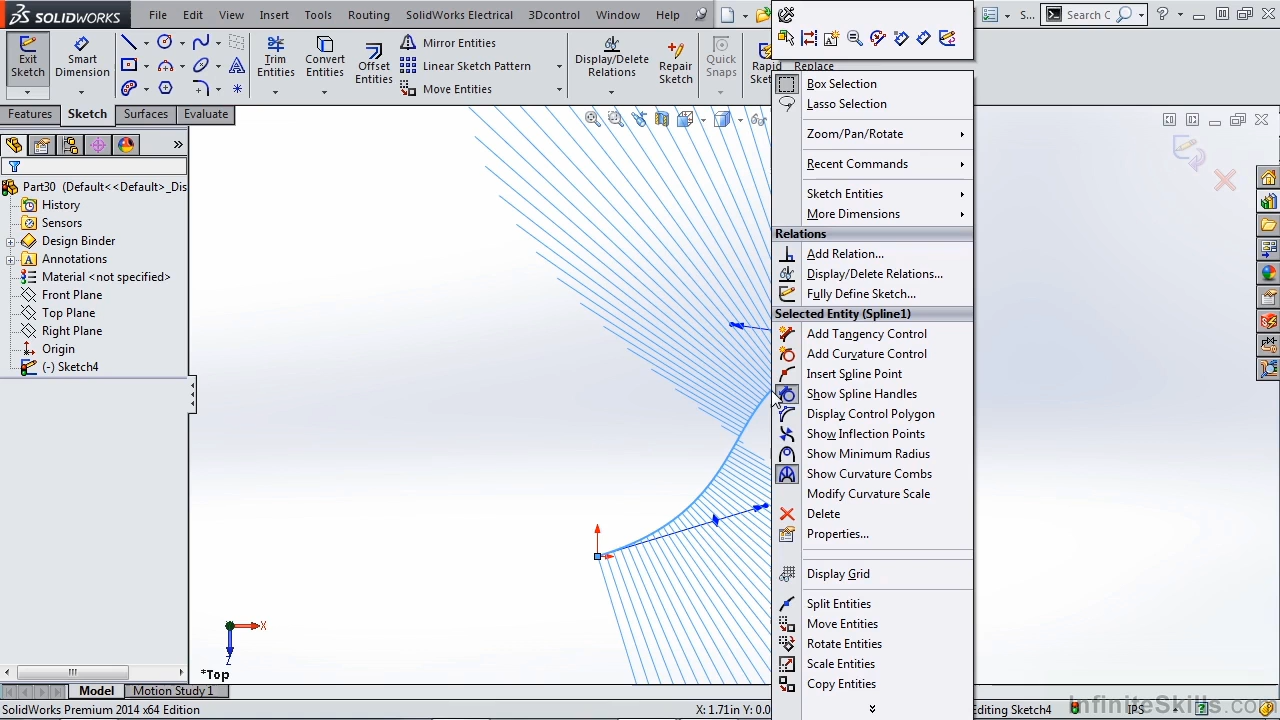 SOLIDWORKS File Edit View Insert Tools Routing SolidWorks Electrical 3Dcontrol Window Help S... Search C
Exit Sketch
Smart Dimension
Trim Entities
Convert Entities
Offset Entities
Mirror Entities
Linear Sketch Pattern
Move Entities
Display/Delete Relations
Repair Sketch
Quick Snaps
Rapid
Replace
Features Sketch Surfaces Evaluate
Part30 (Default<<Default>_Dis
History
Sensors
Design Binder
Annotations
Material <not specified>
Front Plane
Top Plane
Right Plane
Origin
(-) Sketch4
Box Selection
Lasso Selection
Zoom/Pan/Rotate
Recent Commands
Sketch Entities
More Dimensions
Relations
Add Relation...
Display/Delete Relations...
Fully Define Sketch...
Selected Entity (Spline1)
Add Tangency Control
Add Curvature Control
Insert Spline Point
Show Spline Handles
Display Control Polygon
Show Inflection Points
Show Minimum Radius
Show Curvature Combs
Modify Curvature Scale
Delete
Properties...
Display Grid
Split Entities
Move Entities
Rotate Entities
Scale Entities
Copy Entities
X
Z
*Top
Model Motion Study 1
SolidWorks Premium 2014 x64 Edition X: 1.71in Y: 0.0 Editing Sketch4 IPS
InfiniteSkills.com